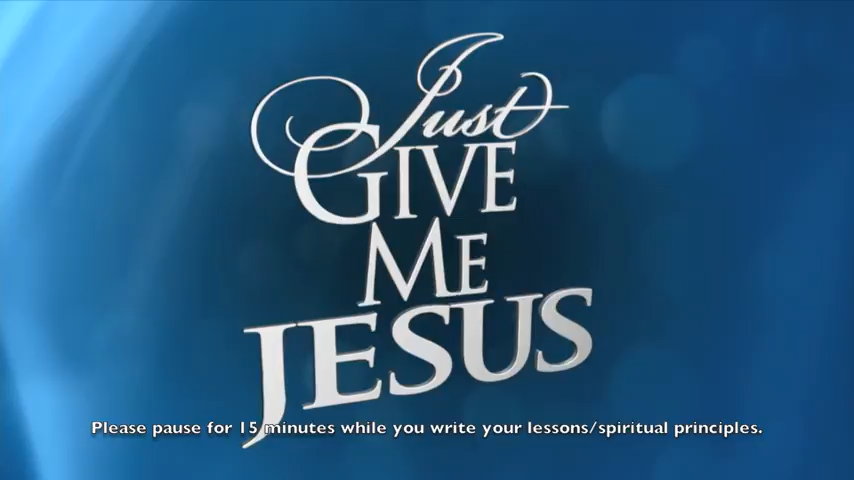 Just
GIVE
ME
JESUS
Please pause for 15 minutes while you write your lessons/spiritual principles.